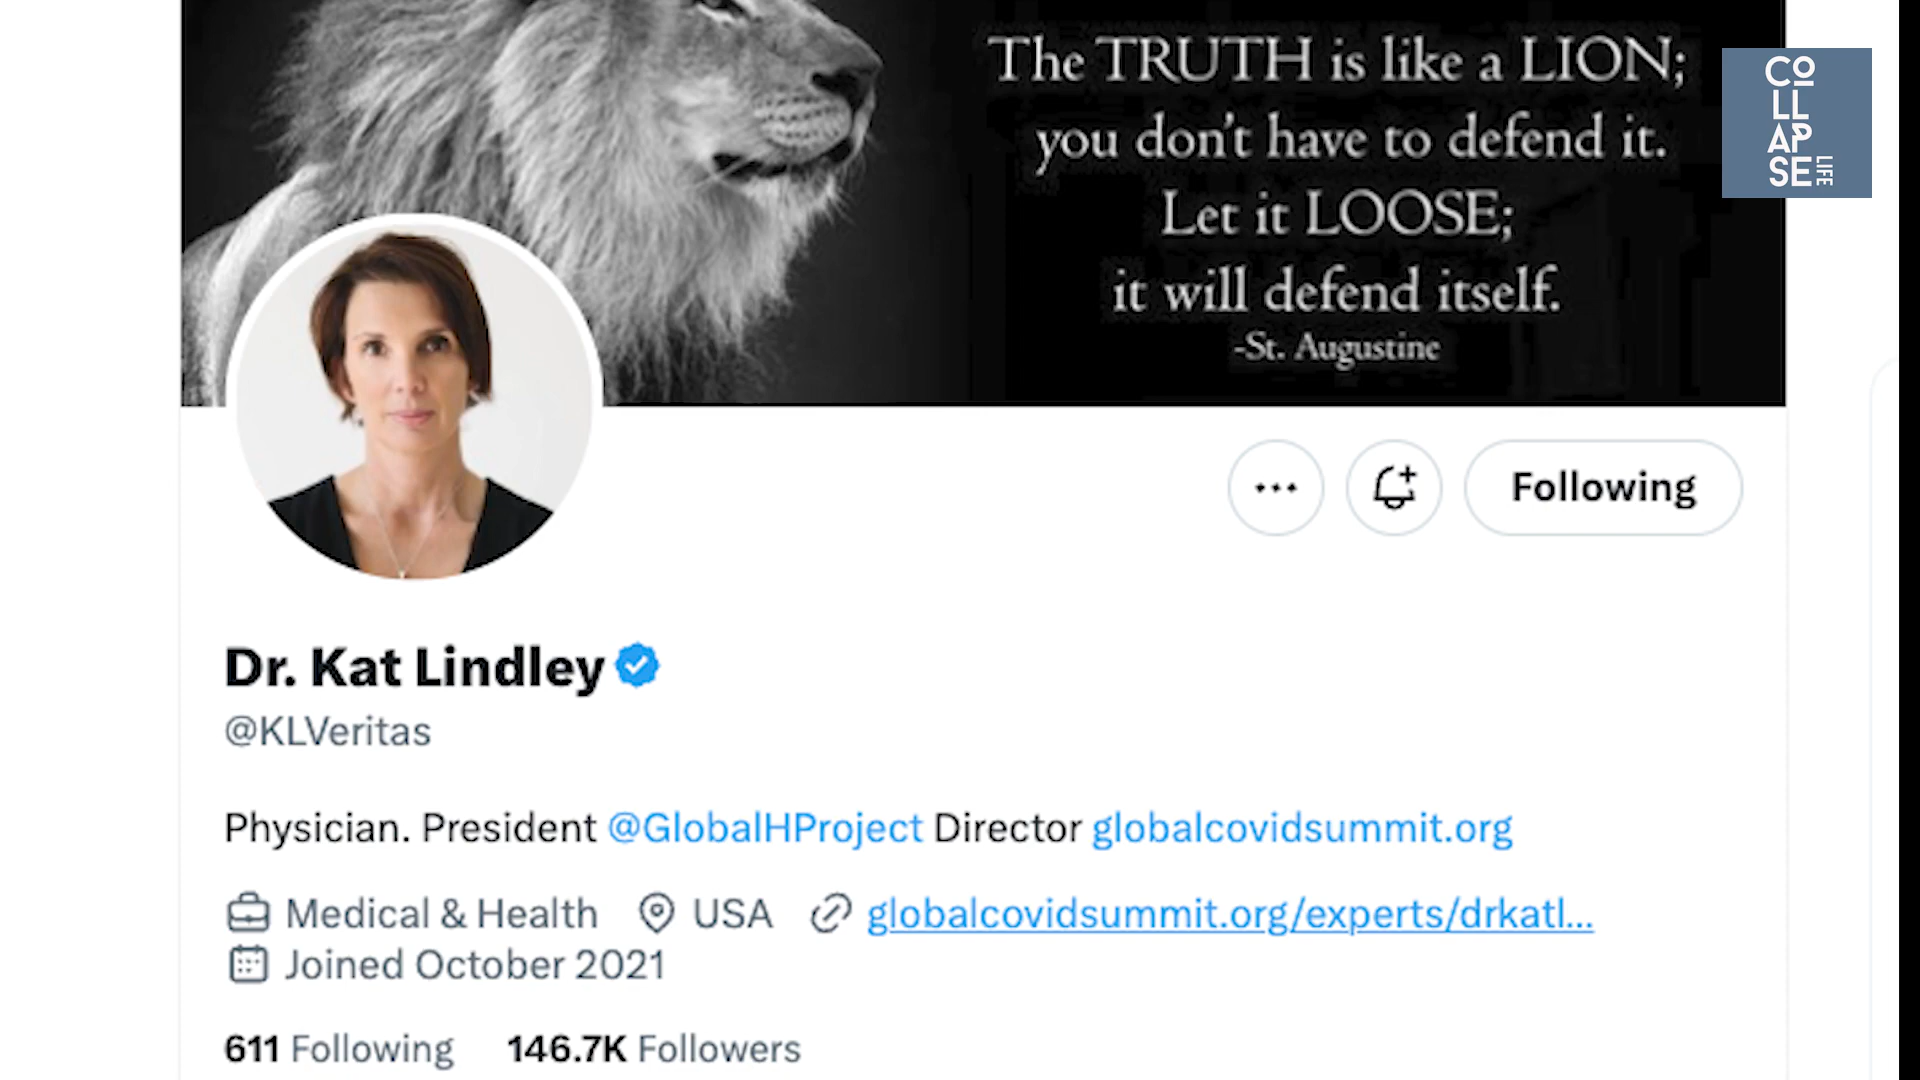 The TRUTH is like a LION;
you don't have to defend it.
Let it LOOSE;
it will defend itself.
-St. Augustine
CO
LL
AP
SE LIFE
Following
Dr. Kat Lindley
@KLVeritas
Physician. President @GlobalHProject Director globalcovidsummit.org
Medical & Health USA globalcovidsummit.org/experts/drkatl...
Joined October 2021
611 Following 146.7K Followers